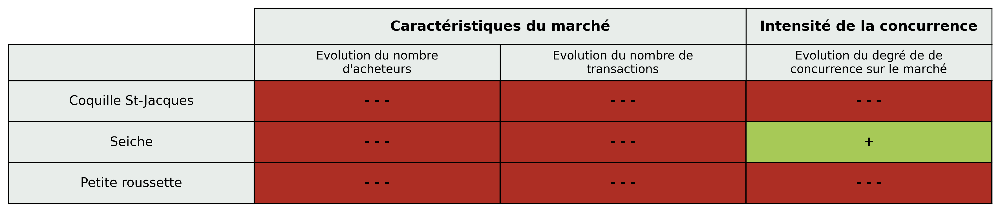 Caractéristiques du marché
Intensité de la concurrence
Evolution du nombre
d'acheteurs
Evolution du nombre de
transactions
Evolution du degré de de
concurrence sur le marché
Coquille St-Jacques
- - -
- - -
- - -
Seiche
- - -
- - -
+
Petite roussette
- - -
- - -
- - -